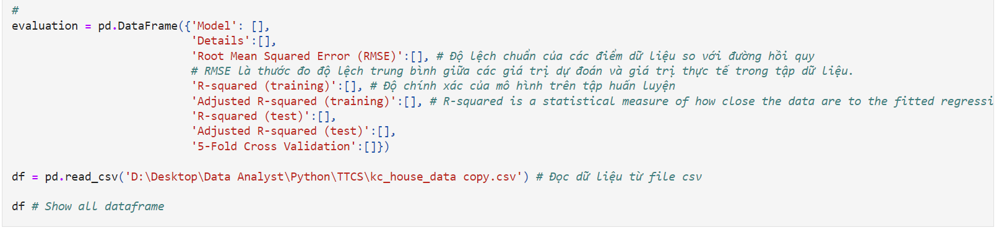 #
evaluation = pd.DataFrame({'Model': [],
'Details':[],
'Root Mean Squared Error (RMSE)':[], # Độ lệch chuẩn của các điểm dữ liệu so với đường hồi quy
# RMSE là thước đo độ lệch trung bình giữa các giá trị dự đoán và giá trị thực tế trong tập dữ liệu.
'R-squared (training)':[], # Độ chính xác của mô hình trên tập huấn luyện
'Adjusted R-squared (training)':[], # R-squared is a statistical measure of how close the data are to the fitted regressi
'R-squared (test)':[],
'Adjusted R-squared (test)':[],
'5-Fold Cross Validation':[]})
df = pd.read_csv('D:\Desktop\Data Analyst\Python\TTCS\kc_house_data copy.csv') # Đọc dữ liệu từ file csv
df # Show all dataframe